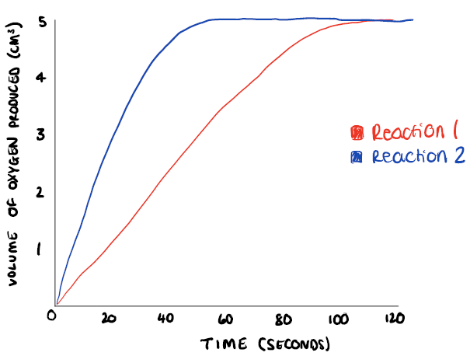 VOLUME OF OXYGEN PRODUCED (cm³)
5
4
3
2
1
0 20 40 60 80 100 120
TIME (SECONDS)
Reaction 1
Reaction 2